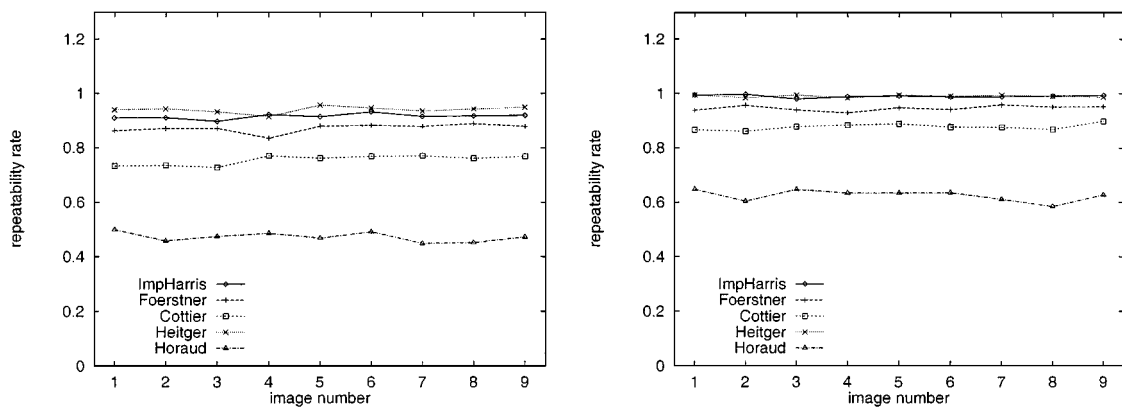 1.2
1
0.8
0.6
0.4
0.2
0
repeatability rate
ImpHarris
Foerstner
Cottier
Heitger
Horaud
1 2 3 4 5 6 7 8 9
image number
1.2
1
0.8
0.6
0.4
0.2
0
repeatability rate
ImpHarris
Foerstner
Cottier
Heitger
Horaud
1 2 3 4 5 6 7 8 9
image number